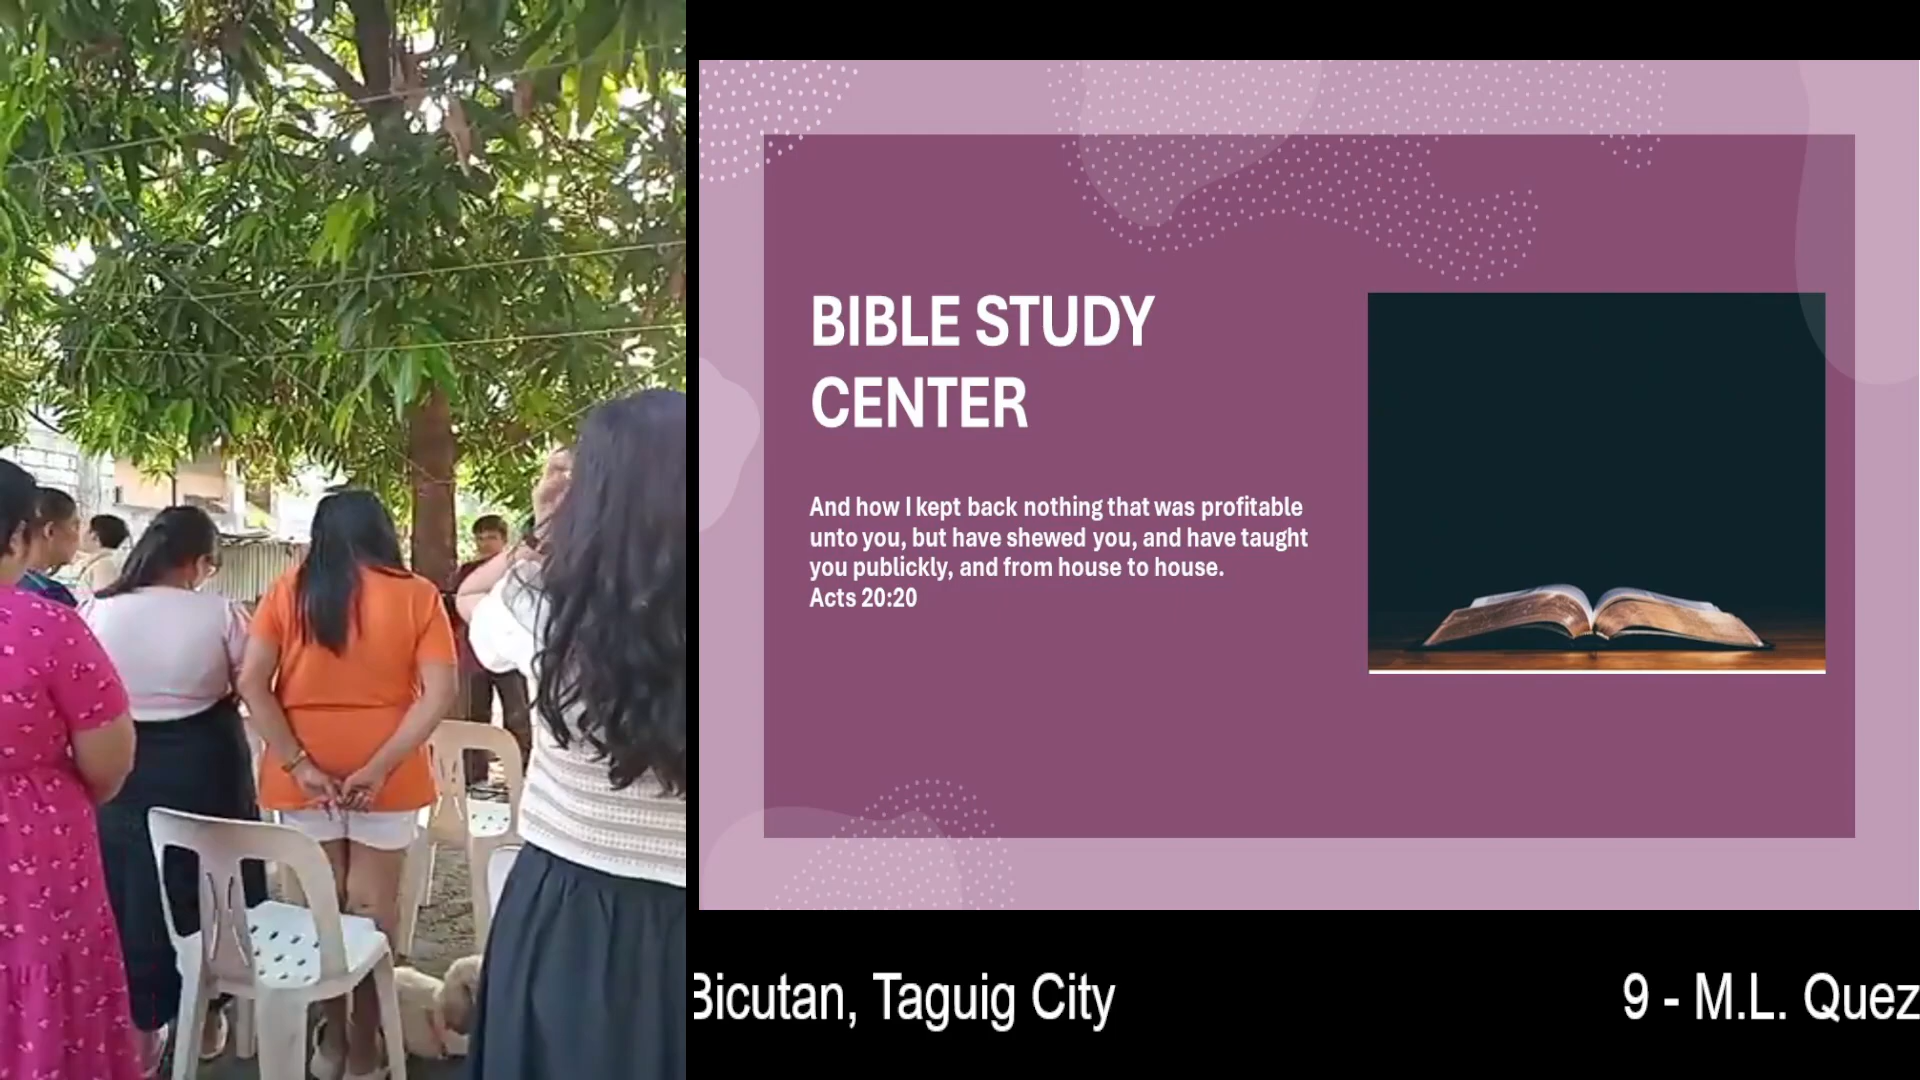 BIBLE STUDY
CENTER
And how I kept back nothing that was profitable
unto you, but have shewed you, and have taught
you publickly, and from house to house.
Acts 20:20
Bicutan, Taguig City
9 - M.L. Quez